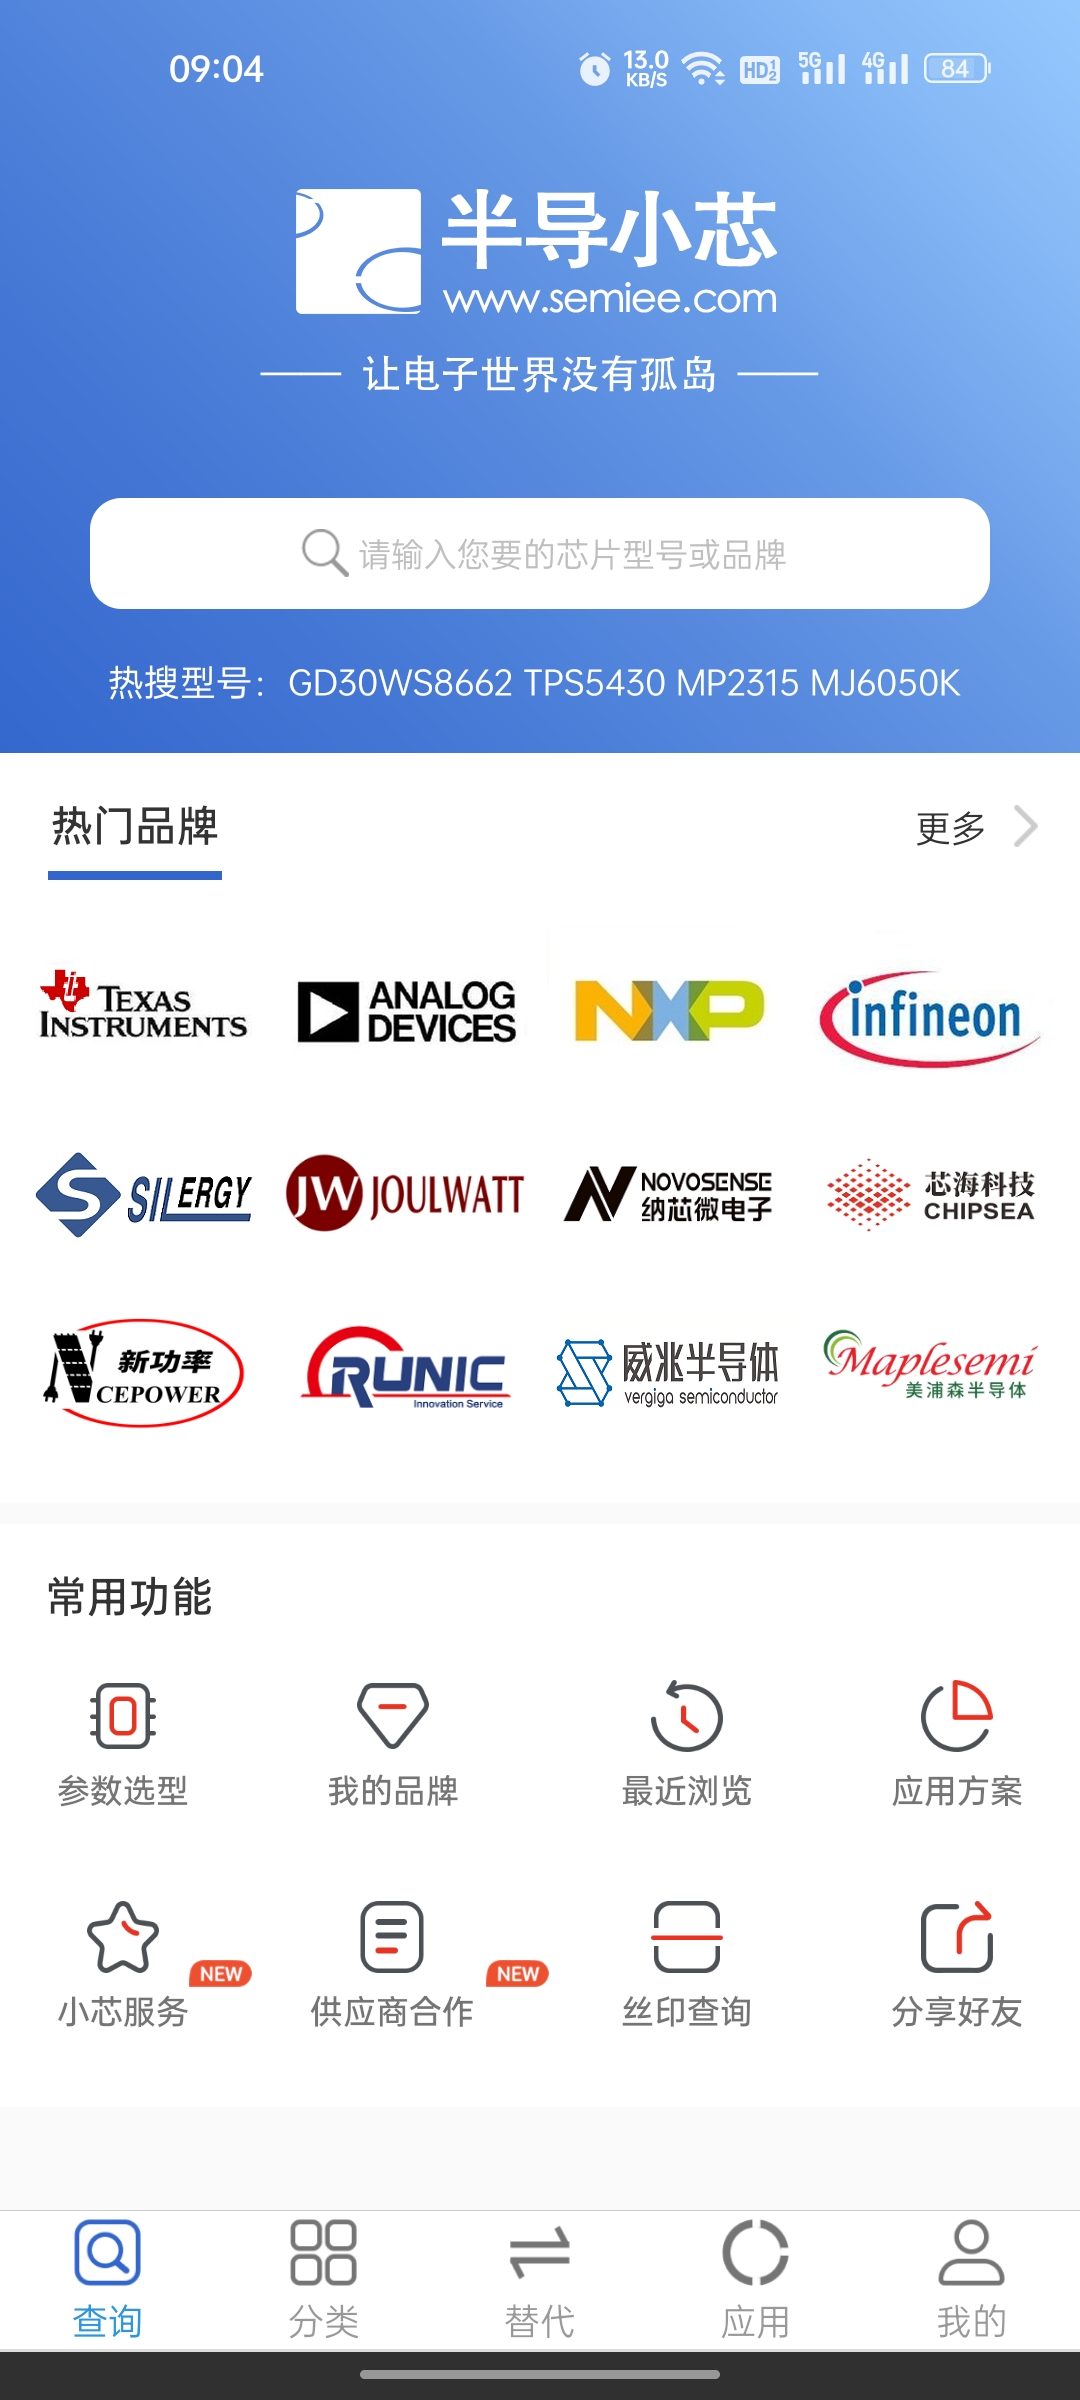 09:04
13.0 KB/S HD 1 2 5G 4G 84
半导小芯
www.semiee.com
让电子世界没有孤岛
请输入您要的芯片型号或品牌
热搜型号：GD30WS8662 TPS5430 MP2315 MJ6050K
热门品牌
更多
TEXAS INSTRUMENTS
ANALOG DEVICES
NXP
infineon
S SILERGY
JW JOULWATT
NOVOSENSE
纳芯微电子
芯海科技
CHIPSEA
新功率
NCEPOWER
RUNIC
Innovation Service
威兆半导体
vergiga semiconductor
Maplesemi
美浦森半导体
常用功能
参数选型
我的品牌
最近浏览
应用方案
小芯服务 NEW
供应商合作 NEW
丝印查询
分享好友
查询
分类
替代
应用
我的